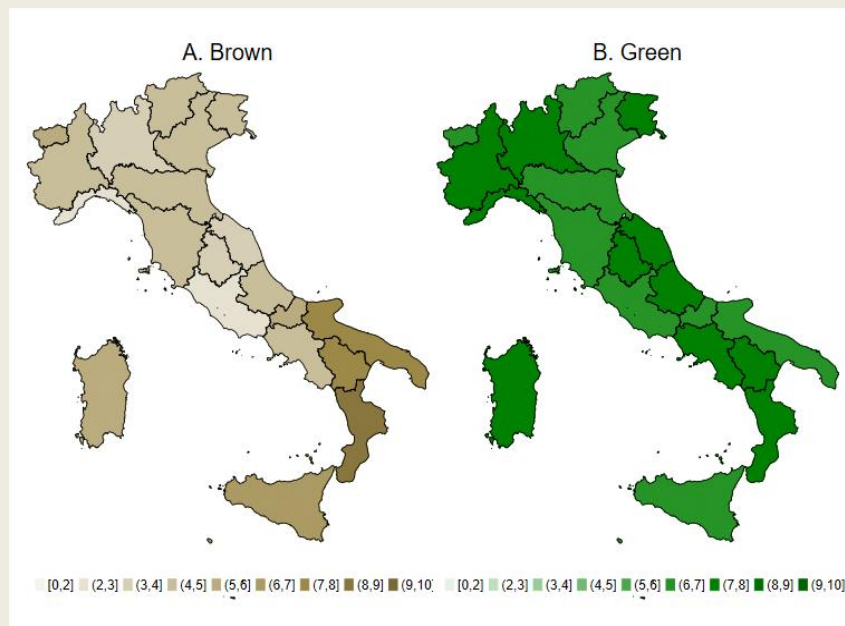 A. Brown
B. Green
[0,2] (2,3] (3,4] (4,5] (5,6] (6,7] (7,8] (8,9] (9,10]
[0,2] (2,3] (3,4] (4,5] (5,6] (6,7] (7,8] (8,9] (9,10]